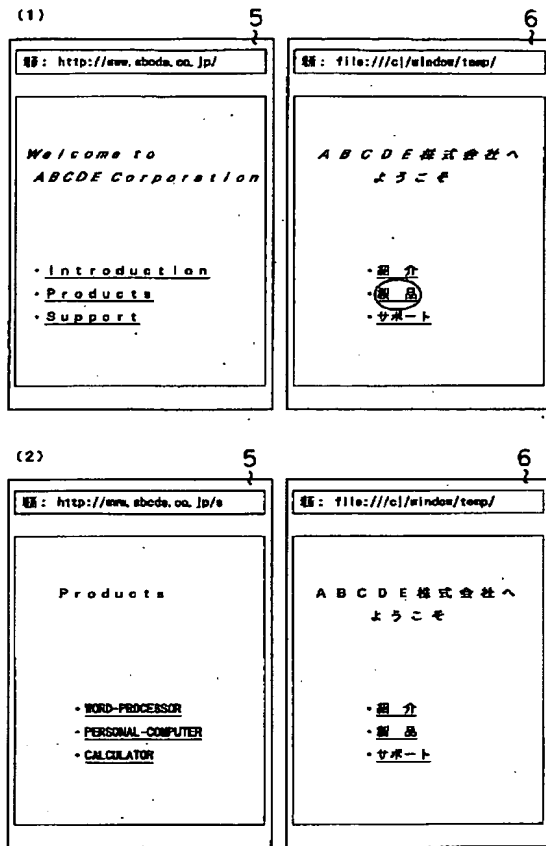 (1)
5
http://www.abcde.co.jp/
Welcome to
ABCDE Corporation
・Introduction
・Products
・Support
6
file:///c|/window/temp/
ABCDE株式会社へ
ようこそ
・紹 介
・製 品
・サポート
(2)
5
http://www.abcde.co.jp/s
Products
・WORD-PROCESSOR
・PERSONAL-COMPUTER
・CALCULATOR
6
file:///c|/window/temp/
ABCDE株式会社へ
ようこそ
・紹 介
・製 品
・サポート